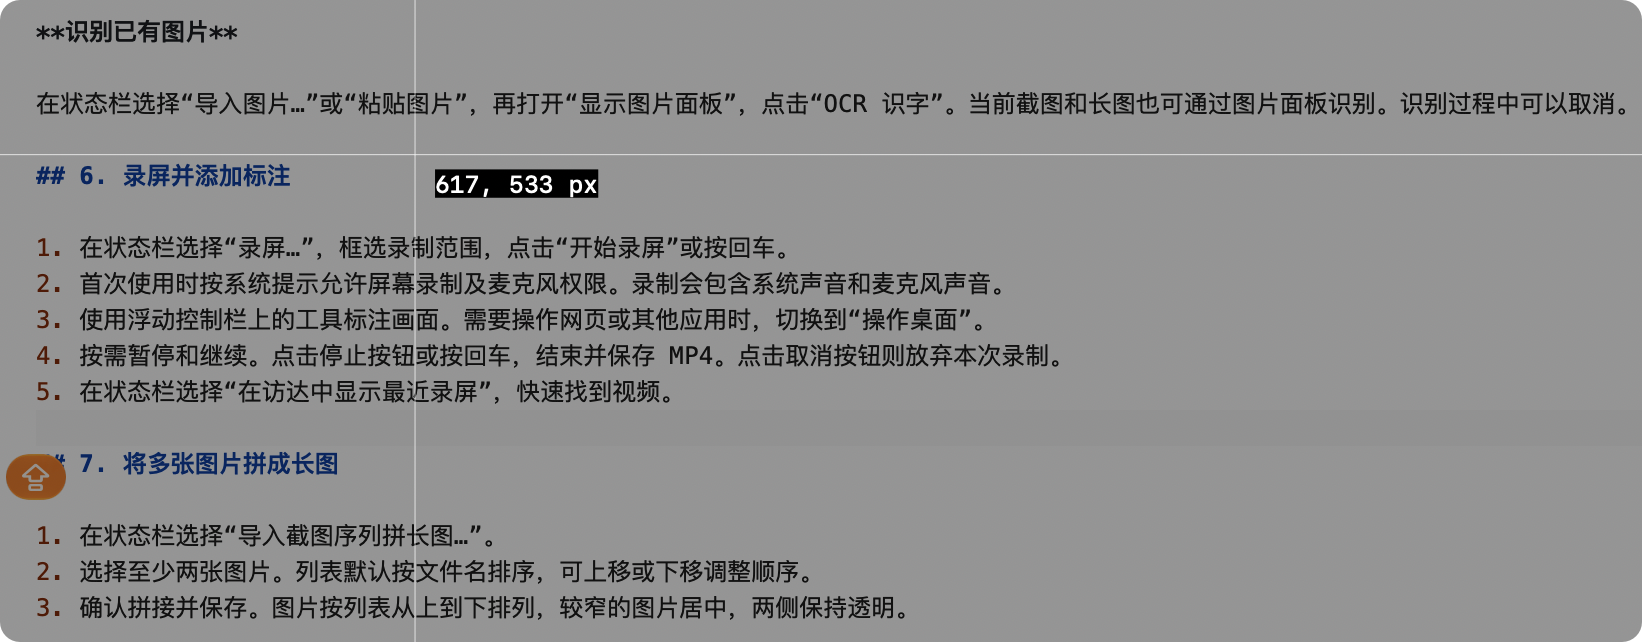 **识别已有图片**
在状态栏选择“导入图片…”或“粘贴图片”，再打开“显示图片面板”，点击“OCR 识字”。当前截图和长图也可通过图片面板识别。识别过程中可以取消。
## 6. 录屏并添加标注
617, 533 px
1. 在状态栏选择“录屏…”，框选录制范围，点击“开始录屏”或按回车。
2. 首次使用时按系统提示允许屏幕录制及麦克风权限。录制会包含系统声音和麦克风声音。
3. 使用浮动控制栏上的工具标注画面。需要操作网页或其他应用时，切换到“操作桌面”。
4. 按需暂停和继续。点击停止按钮或按回车，结束并保存 MP4。点击取消按钮则放弃本次录制。
5. 在状态栏选择“在访达中显示最近录屏”，快速找到视频。
# 7. 将多张图片拼成长图
1. 在状态栏选择“导入截图序列拼长图…”。
2. 选择至少两张图片。列表默认按文件名排序，可上移或下移调整顺序。
3. 确认拼接并保存。图片按列表从上到下排列，较窄的图片居中，两侧保持透明。